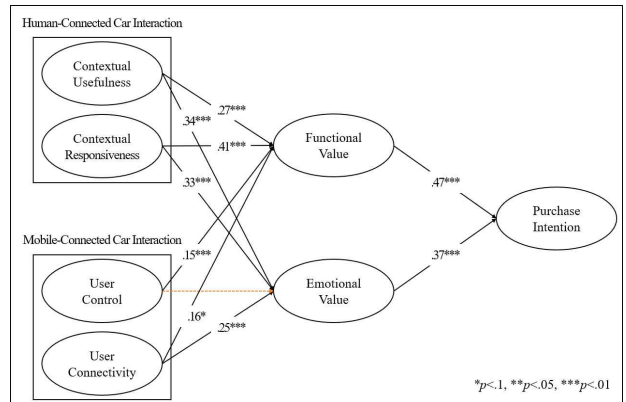 Human-Connected Car Interaction
Contextual
Usefulness
.27***
.34***
Functional
Value
Contextual
Responsiveness
.41***
.47***
.33***
Purchase
Intention
Mobile-Connected Car Interaction
.15***
.37***
User
Control
Emotional
Value
.16*
.25***
User
Connectivity
*p<.1, **p<.05, ***p<.01